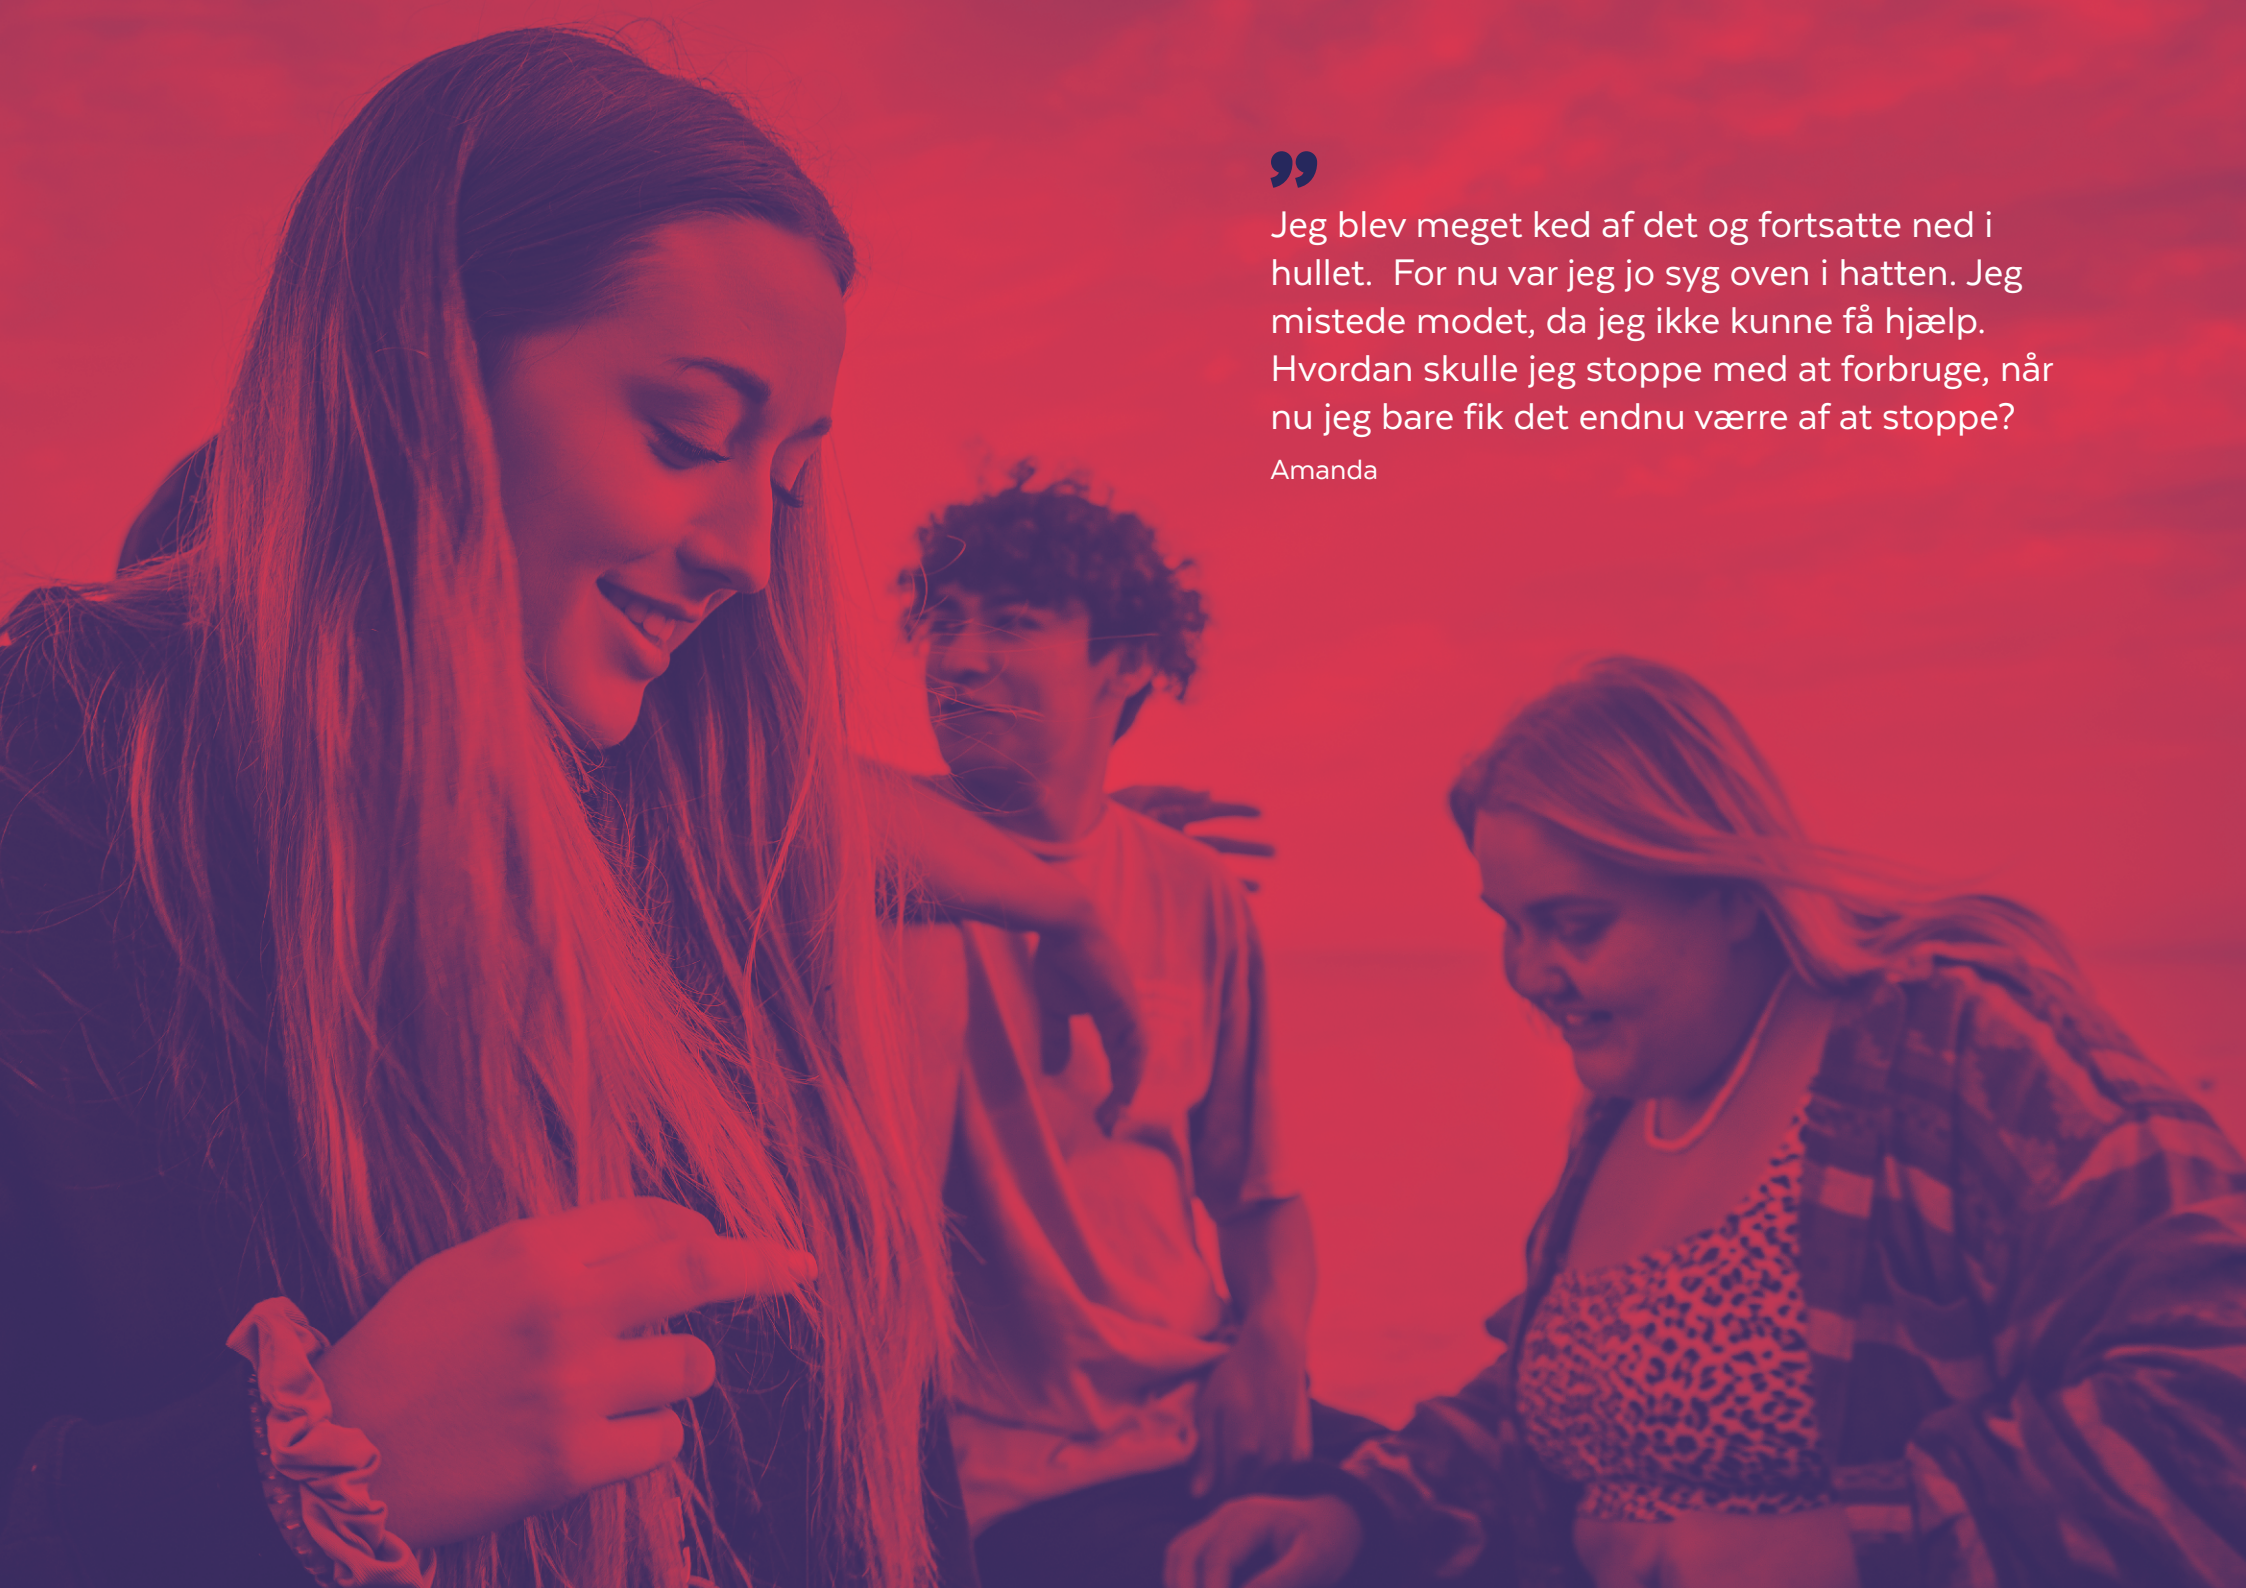 ”
Jeg blev meget ked af det og fortsatte ned i
hullet.  For nu var jeg jo syg oven i hatten. Jeg
mistede modet, da jeg ikke kunne få hjælp.
Hvordan skulle jeg stoppe med at forbruge, når
nu jeg bare fik det endnu værre af at stoppe?
Amanda